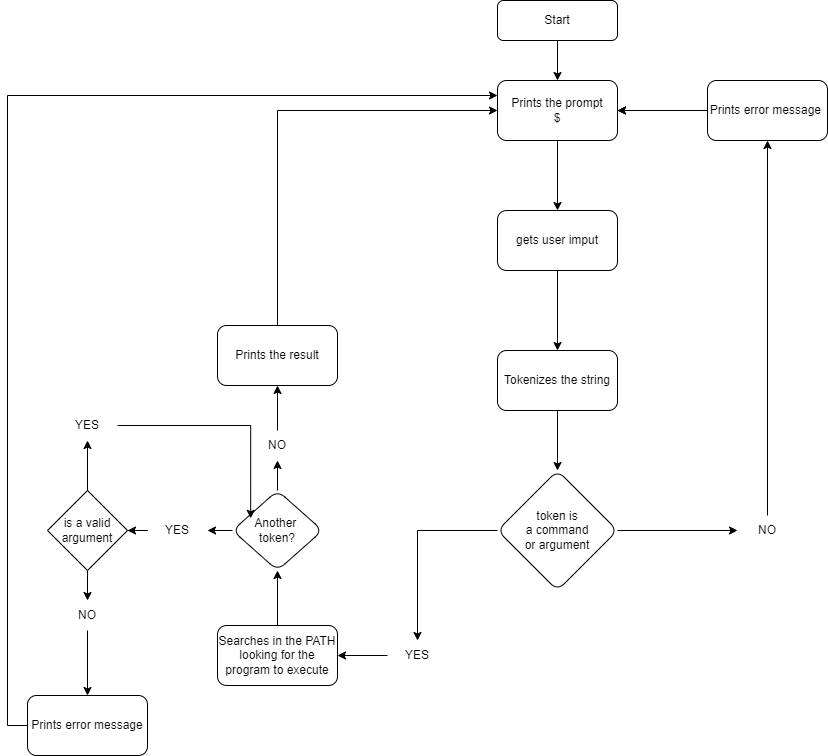 Start
Prints the prompt
$
Prints error message
gets user imput
Prints the result
Tokenizes the string
YES
NO
Another
token?
YES
is a valid
argument
token is
a command
or argument
NO
NO
Searches in the PATH
looking for the
program to execute
YES
Prints error message